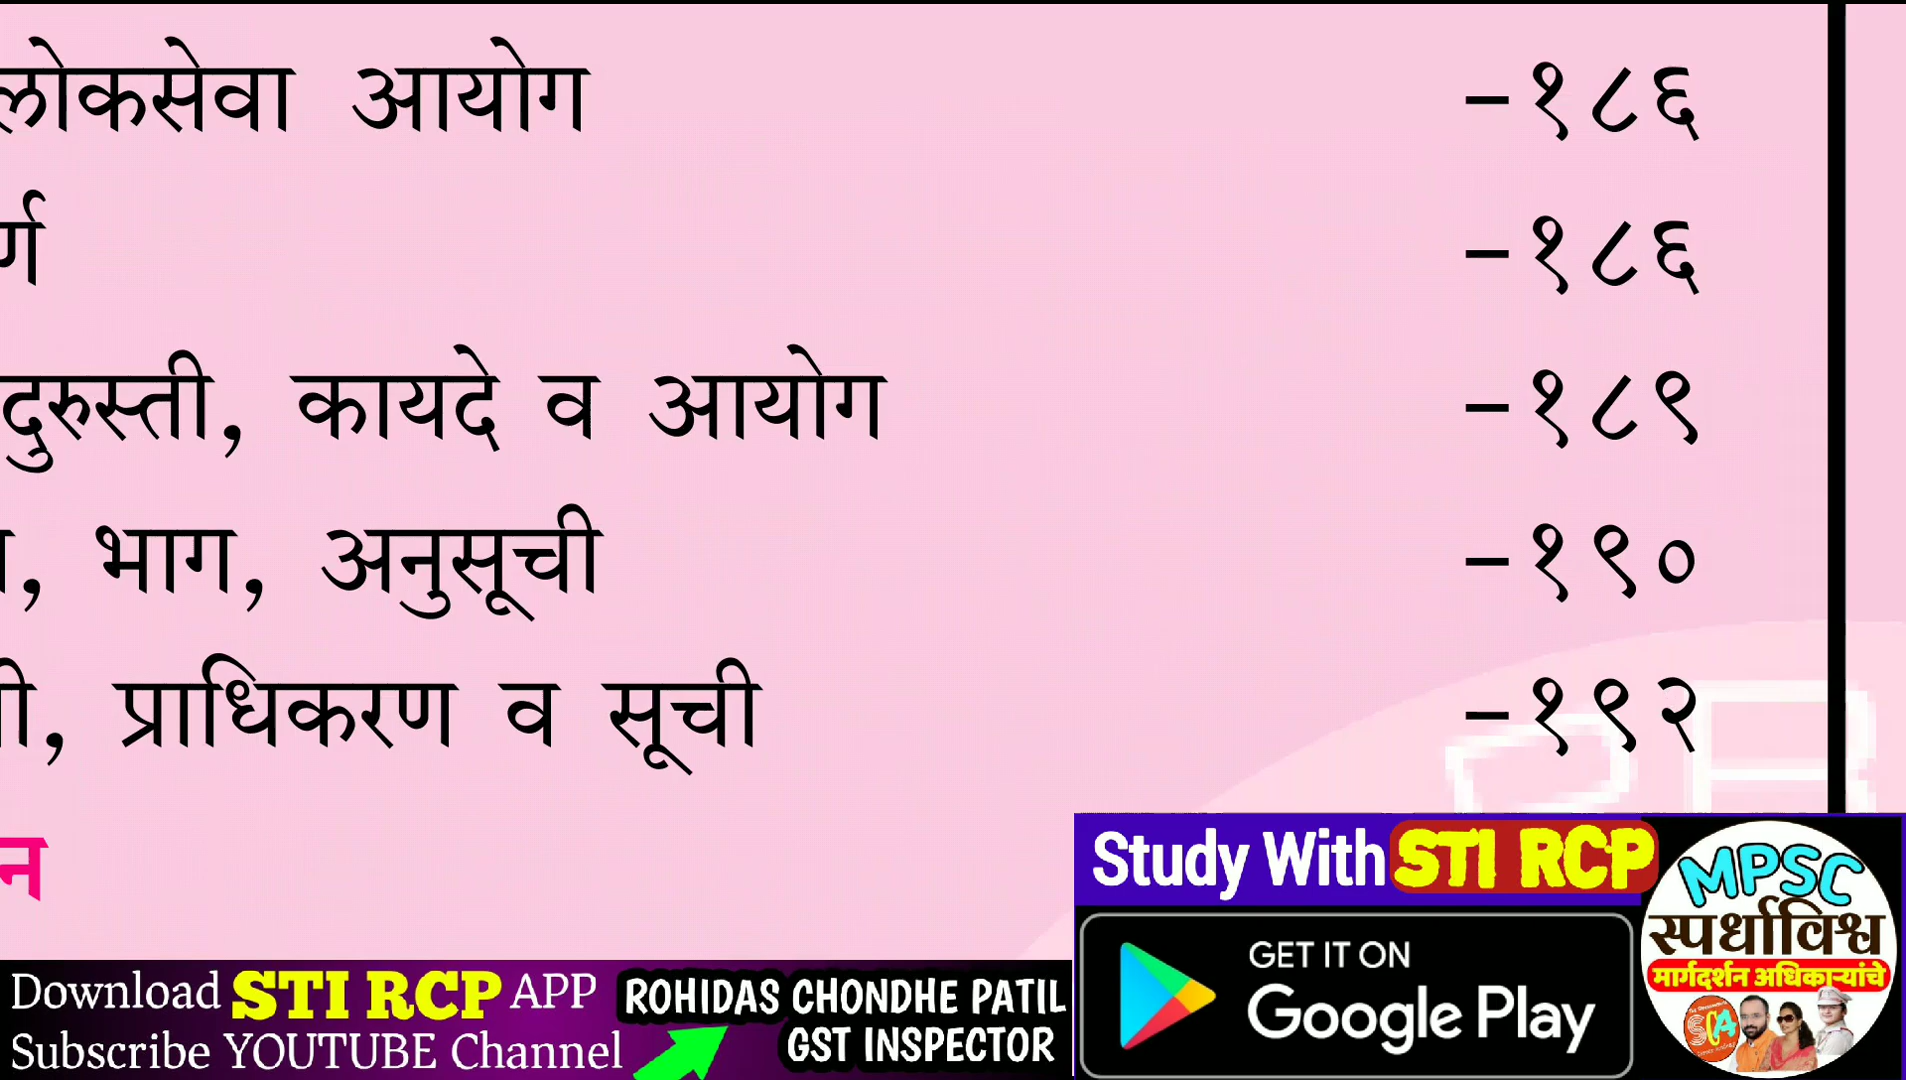 लोकसेवा आयोग -१८६
-१८६
दुरुस्ती, कायदे व आयोग -१८९
भाग, अनुसूची -१९०
प्राधिकरण व सूची -१९२
Study With STI RCP
GET IT ON
Google Play
MPSC
स्पर्धाविश्व
मार्गदर्शन अधिकाऱ्यांचे
SCA
Download STI RCP APP
Subscribe YOUTUBE Channel
ROHIDAS CHONDHE PATIL
GST INSPECTOR